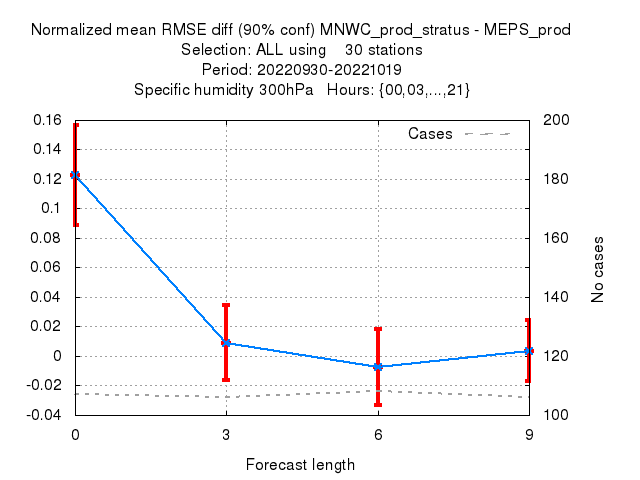 Normalized mean RMSE diff (90% conf) MNWC_prod_stratus - MEPS_prod
Selection: ALL using    30 stations
Period: 20220930-20221019
Specific humidity 300hPa   Hours: {00,03,...,21}
Cases
0.16
0.14
0.12
0.1
0.08
0.06
0.04
0.02
0
-0.02
-0.04
200
180
160
140
120
100
No cases
0 3 6 9
Forecast length